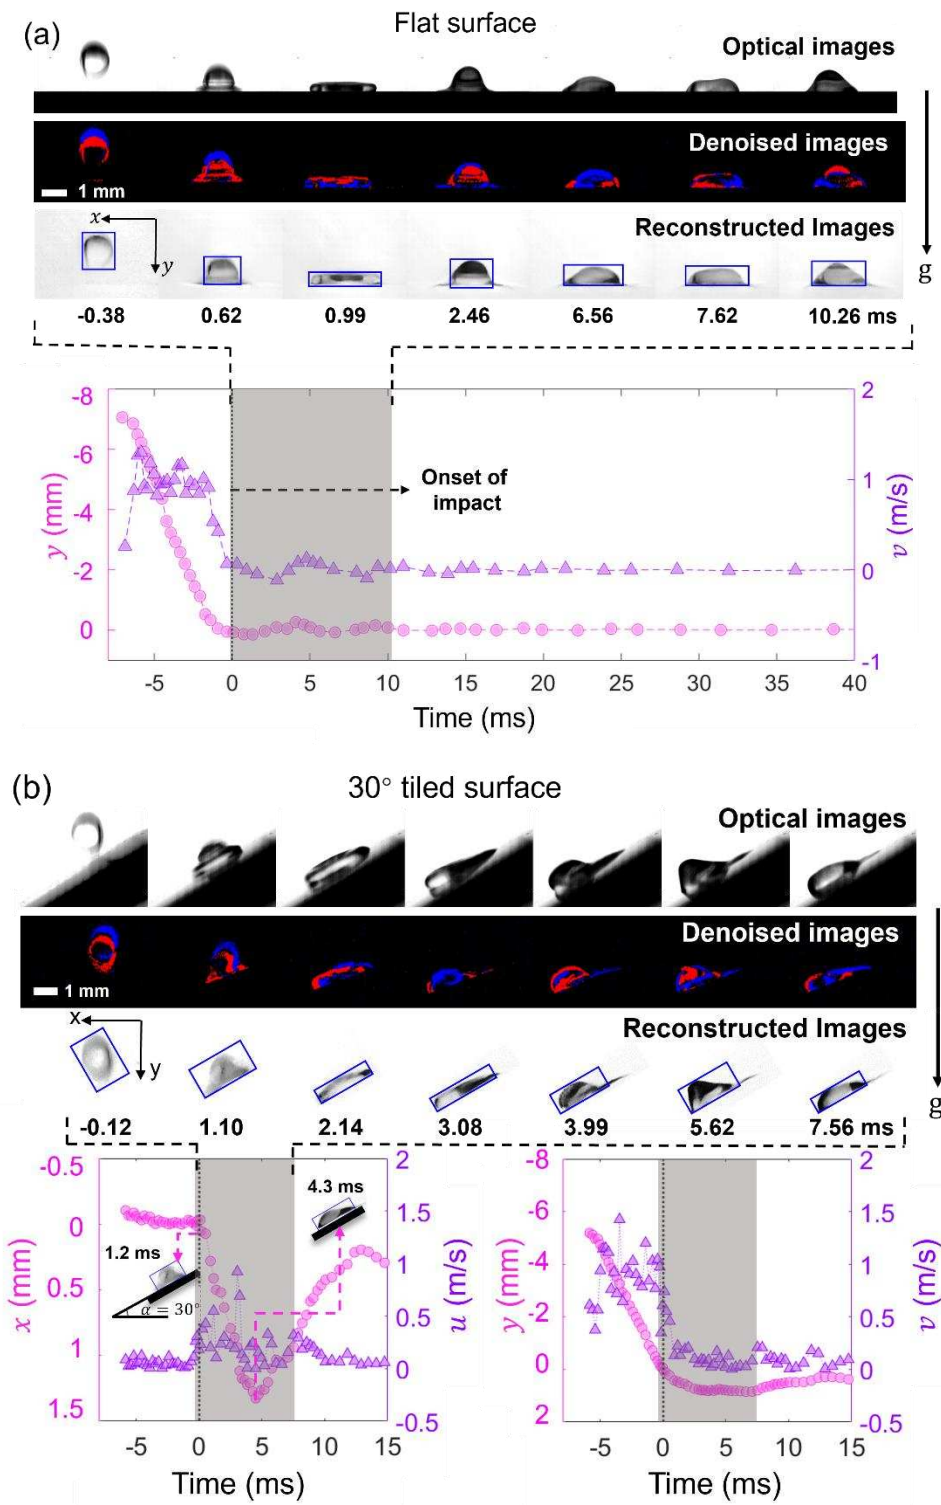 (a)
Flat surface
Optical images
Denoised images
1 mm
x
y
Reconstructed Images
g
-0.38 0.62 0.99 2.46 6.56 7.62 10.26 ms
-8 -6 -4 -2 0
y (mm)
2 1 0 -1
v (m/s)
Onset of
impact
-5 0 5 10 15 20 25 30 35 40
Time (ms)
(b)
30° tiled surface
Optical images
Denoised images
1 mm
x
y
Reconstructed Images
g
-0.12 1.10 2.14 3.08 3.99 5.62 7.56 ms
-0.5 0 0.5 1 1.5
x (mm)
2 1.5 1 0.5 0 -0.5
u (m/s)
4.3 ms
1.2 ms
α = 30°
-5 0 5 10 15
Time (ms)
-8 -6 -4 -2 0 2
y (mm)
2 1.5 1 0.5 0 -0.5
v (m/s)
-5 0 5 10 15
Time (ms)